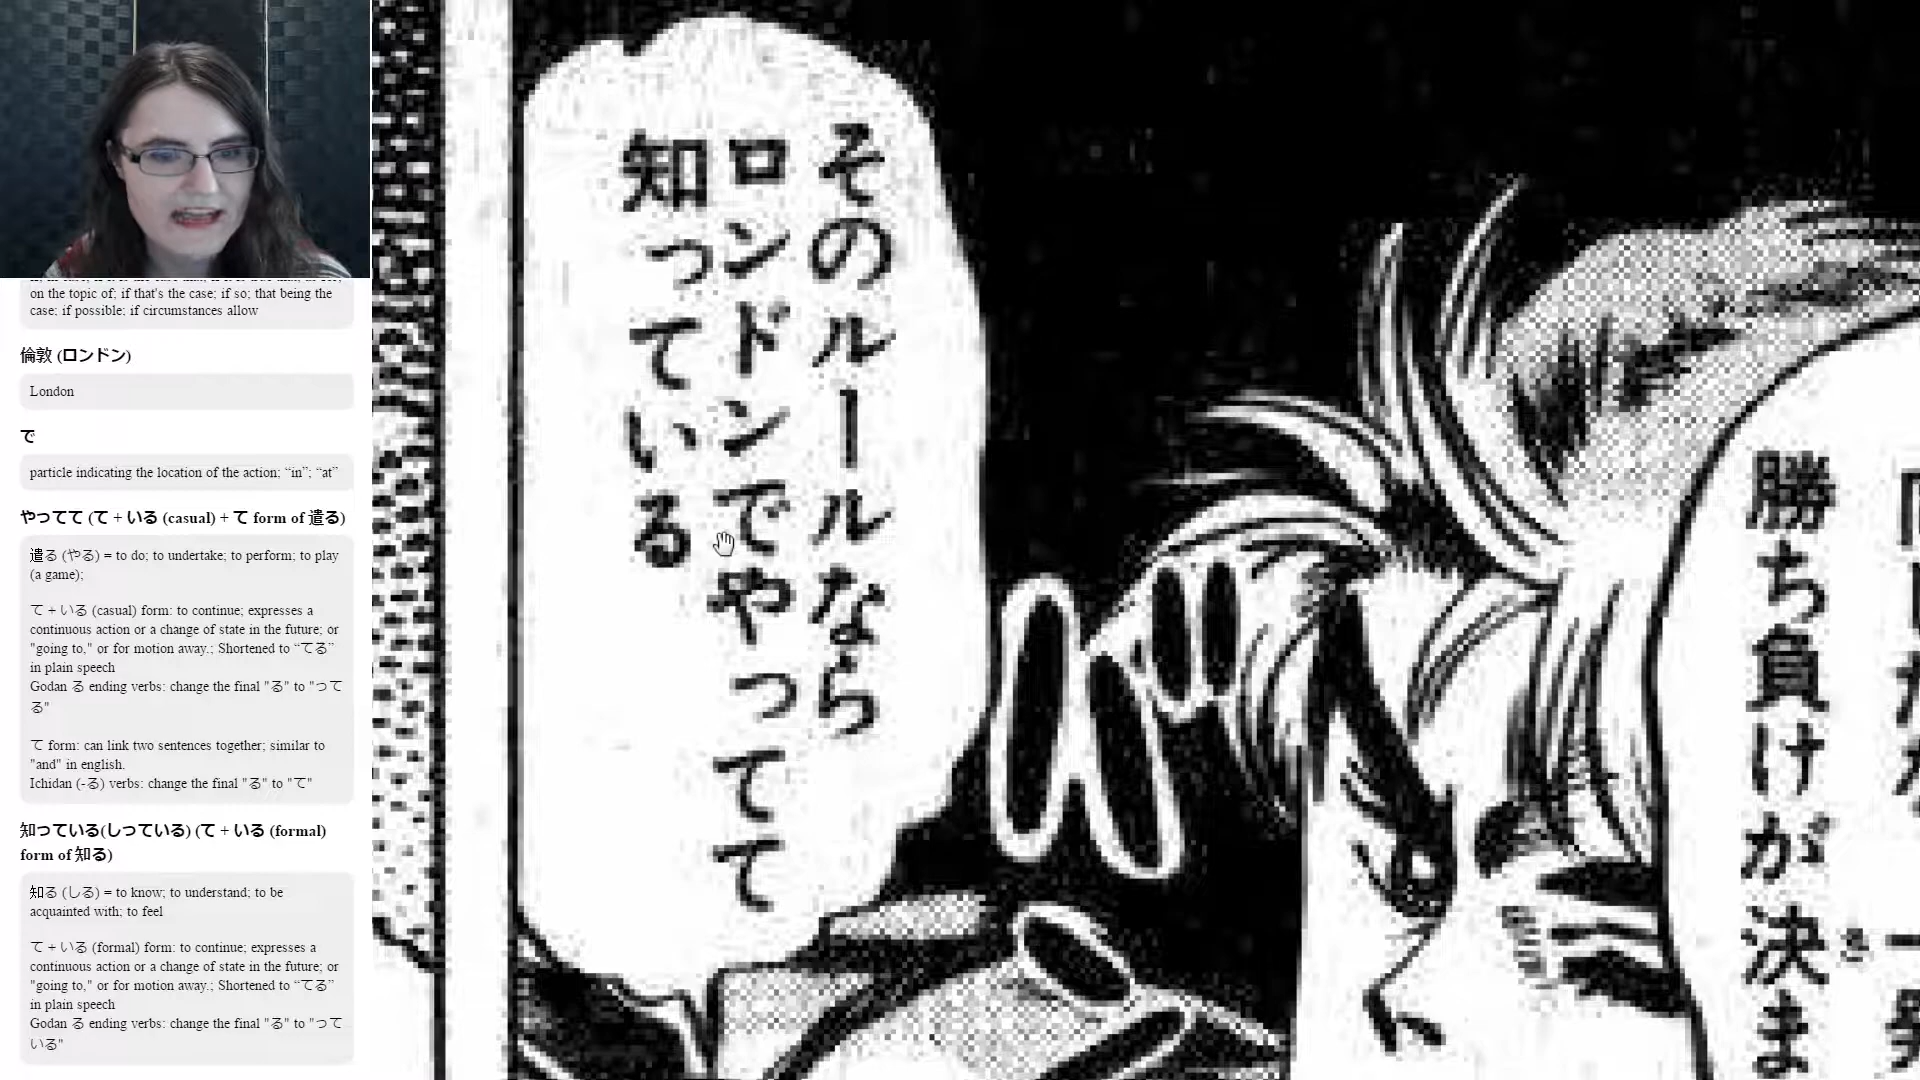 on the topic of; if that's the case; if so; that being the
case; if possible; if circumstances allow
倫敦 (ロンドン)
London
で
particle indicating the location of the action; “in”; “at”
やってて (て + いる (casual) + て form of 遣る)
遣る (やる) = to do; to undertake; to perform; to play
(a game);
て + いる (casual) form: to continue; expresses a
continuous action or a change of state in the future; or
"going to," or for motion away.; Shortened to “てる”
in plain speech
Godan る ending verbs: change the final "る" to "って
る"
て form: can link two sentences together; similar to
"and" in english.
Ichidan (-る) verbs: change the final "る" to "て"
知っている(しっている) (て + いる (formal)
form of 知る)
知る (しる) = to know; to understand; to be
acquainted with; to feel
て + いる (formal) form: to continue; expresses a
continuous action or a change of state in the future; or
"going to," or for motion away.; Shortened to “てる”
in plain speech
Godan る ending verbs: change the final "る" to "って
いる"
勝ち負けが決ま
そのルールなら
ロンドンでやってて
知っている